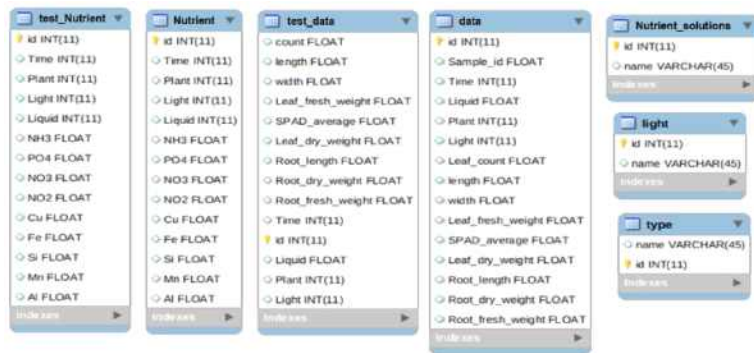 test_Nutrient
id INT(11)
Time INT(11)
Plant INT(11)
Light INT(11)
Liquid INT(11)
NH3 FLOAT
PO4 FLOAT
NO3 FLOAT
NO2 FLOAT
Cu FLOAT
Fe FLOAT
Si FLOAT
Mn FLOAT
Al FLOAT
Indexes
Nutrient
id INT(11)
Time INT(11)
Plant INT(11)
Light INT(11)
Liquid INT(11)
NH3 FLOAT
PO4 FLOAT
NO3 FLOAT
NO2 FLOAT
Cu FLOAT
Fe FLOAT
Si FLOAT
Mn FLOAT
Al FLOAT
Indexes
test_data
count FLOAT
length FLOAT
width FLOAT
Leaf_fresh_weight FLOAT
SPAD_average FLOAT
Leaf_dry_weight FLOAT
Root_length FLOAT
Root_dry_weight FLOAT
Root_fresh_weight FLOAT
Time INT(11)
id INT(11)
Liquid FLOAT
Plant INT(11)
Light INT(11)
Indexes
data
id INT(11)
Sample_id FLOAT
Time INT(11)
Liquid FLOAT
Plant INT(11)
Light INT(11)
Leaf_count FLOAT
length FLOAT
width FLOAT
Leaf_fresh_weight FLOAT
SPAD_average FLOAT
Leaf_dry_weight FLOAT
Root_length FLOAT
Root_dry_weight FLOAT
Root_fresh_weight FLOAT
Indexes
Nutrient_solutions
id INT(11)
name VARCHAR(45)
Indexes
light
id INT(11)
name VARCHAR(45)
Indexes
type
name VARCHAR(45)
id INT(11)
Indexes